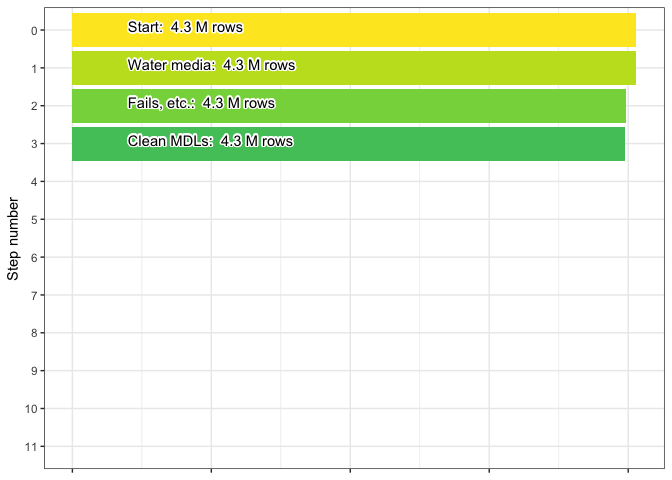 0 Start:  4.3 M rows
1 Water media:  4.3 M rows
2 Fails, etc.:  4.3 M rows
3 Clean MDLs:  4.3 M rows
4
5
6
7
8
9
10
11
Step number